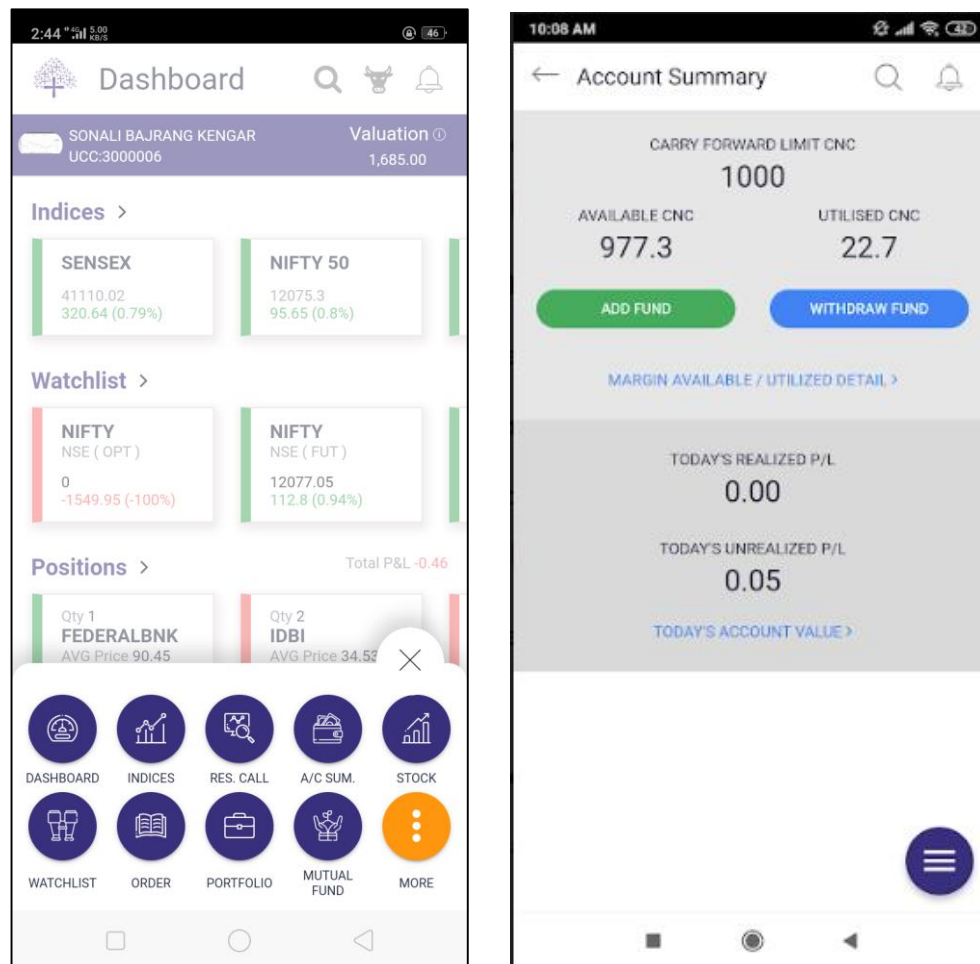 2:44 4G 5.00 KB/S 46
Dashboard
SONALI BAJRANG KENGAR Valuation
UCC:3000006 1,685.00
Indices >
SENSEX NIFTY 50
41110.02 12075.3
320.64 (0.79%) 95.65 (0.8%)
Watchlist >
NIFTY NIFTY
NSE ( OPT ) NSE ( FUT )
0 12077.05
-1549.95 (-100%) 112.8 (0.94%)
Positions > Total P&L -0.46
Qty 1 Qty 2
FEDERALBNK IDBI
AVG Price 90.45 AVG Price 34.53
DASHBOARD INDICES RES. CALL A/C SUM. STOCK
WATCHLIST ORDER PORTFOLIO MUTUAL FUND MORE
10:08 AM 42
Account Summary
CARRY FORWARD LIMIT CNC
1000
AVAILABLE CNC UTILISED CNC
977.3 22.7
ADD FUND WITHDRAW FUND
MARGIN AVAILABLE / UTILIZED DETAIL >
TODAY'S REALIZED P/L
0.00
TODAY'S UNREALIZED P/L
0.05
TODAY'S ACCOUNT VALUE >